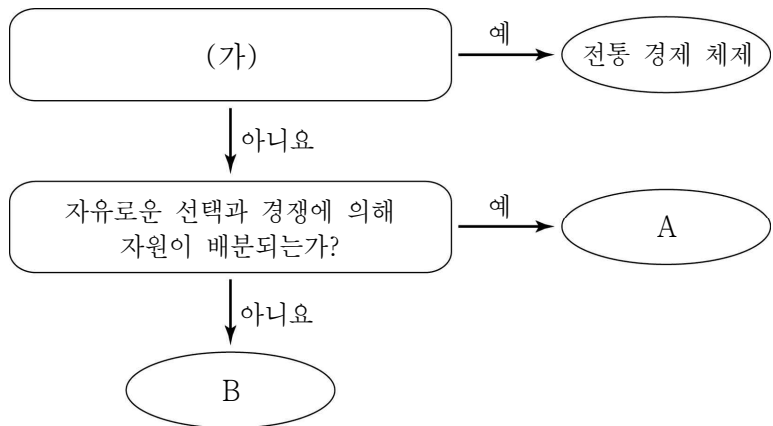 (가)
예
전통 경제 체제
아니요
자유로운 선택과 경쟁에 의해
자원이 배분되는가?
예
A
아니요
B